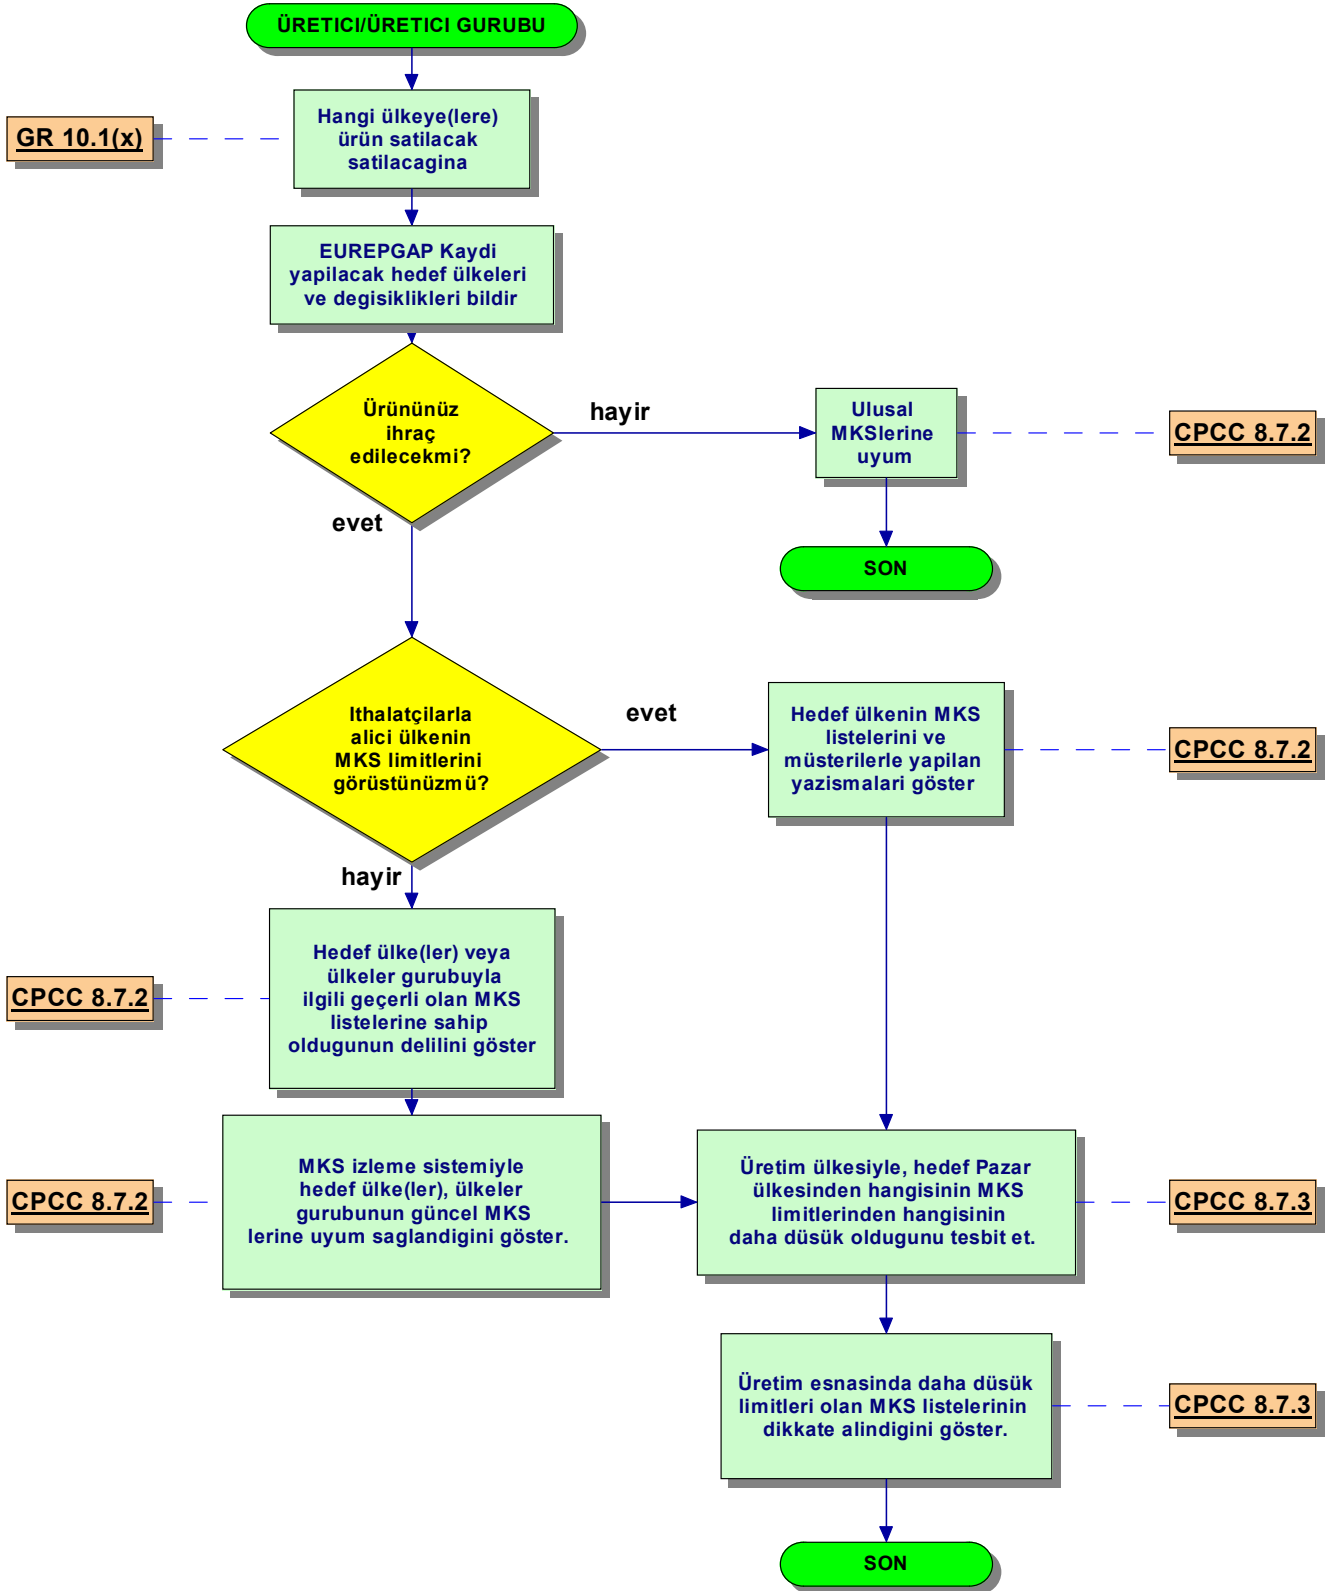 ÜRETICI/ÜRETICI GURUBU
Hangi ülkeye(lere)
ürün satilacak
satilacagina
GR 10.1(x)
EUREPGAP Kaydi
yapilacak hedef ülkeleri
ve degisiklikleri bildir
Ürününüz
ihraç
edilecekmi?
hayir
Ulusal
MKSlerine
uyum
CPCC 8.7.2
evet
SON
Ithalatçilarla
alici ülkenin
MKS limitlerini
görüstünüzmü?
evet
Hedef ülkenin MKS
listelerini ve
müsterilerle yapilan
yazismalari göster
CPCC 8.7.2
hayir
Hedef ülke(ler) veya
ülkeler gurubuyla
ilgili geçerli olan MKS
listelerine sahip
oldugunun delilini göster
CPCC 8.7.2
MKS izleme sistemiyle
hedef ülke(ler), ülkeler
gurubunun güncel MKS
lerine uyum saglandigini göster.
CPCC 8.7.2
Üretim ülkesiyle, hedef Pazar
ülkesinden hangisinin MKS
limitlerinden hangisinin
daha düsük oldugunu tesbit et.
CPCC 8.7.3
Üretim esnasinda daha düsük
limitleri olan MKS listelerinin
dikkate alindigini göster.
CPCC 8.7.3
SON